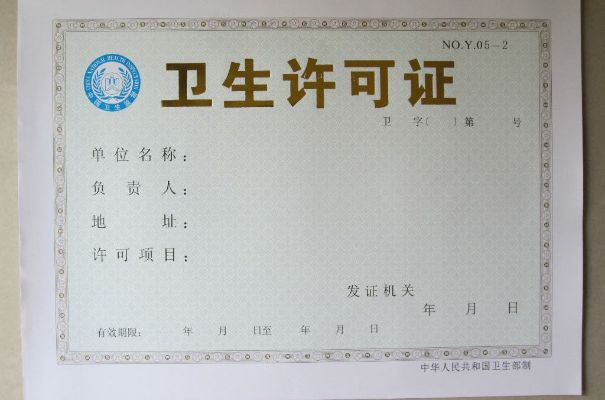 NO.Y.05-2
卫生许可证
卫 字( )第 号
单位名称：
负责人：
地址：
许可项目：
发证机关
年 月 日
有效期限： 年 月 日至 年 月 日
中华人民共和国卫生部制